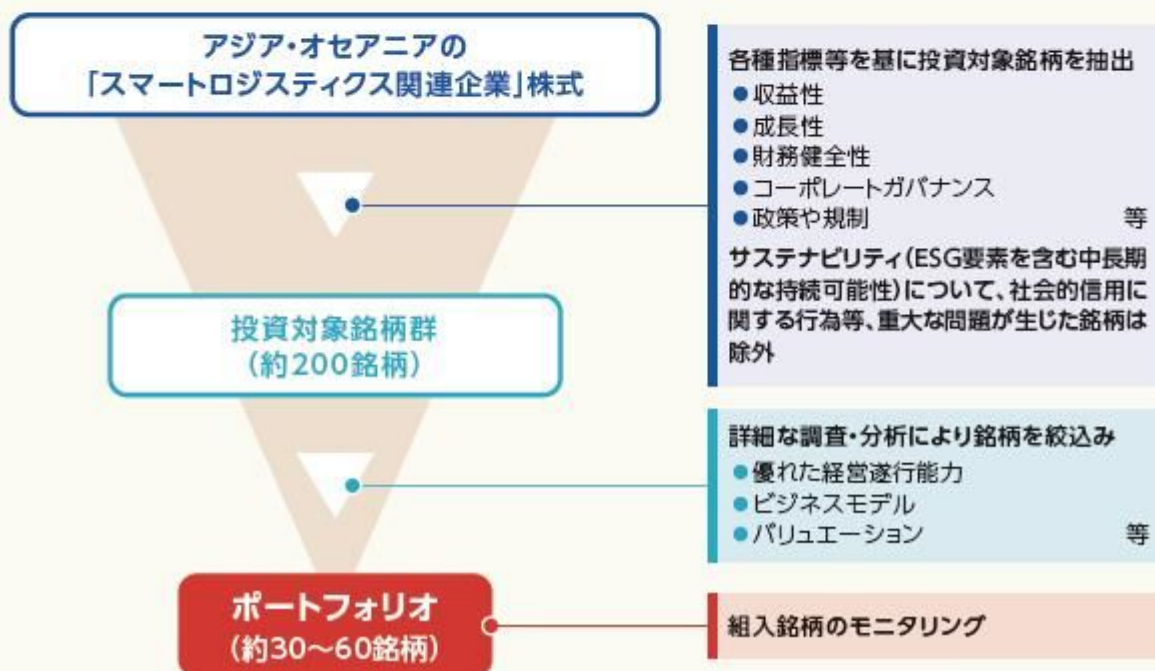 アジア・オセアニアの
「スマートロジスティクス関連企業」株式
各種指標等を基に投資対象銘柄を抽出
●収益性
●成長性
●財務健全性
●コーポレートガバナンス
●政策や規制 等
サステナビリティ(ESG要素を含む中長期
的な持続可能性)について、社会的信用に
関する行為等、重大な問題が生じた銘柄は
除外
投資対象銘柄群
(約200銘柄)
詳細な調査・分析により銘柄を絞込み
●優れた経営遂行能力
●ビジネスモデル
●バリュエーション 等
ポートフォリオ
(約30〜60銘柄)
組入銘柄のモニタリング